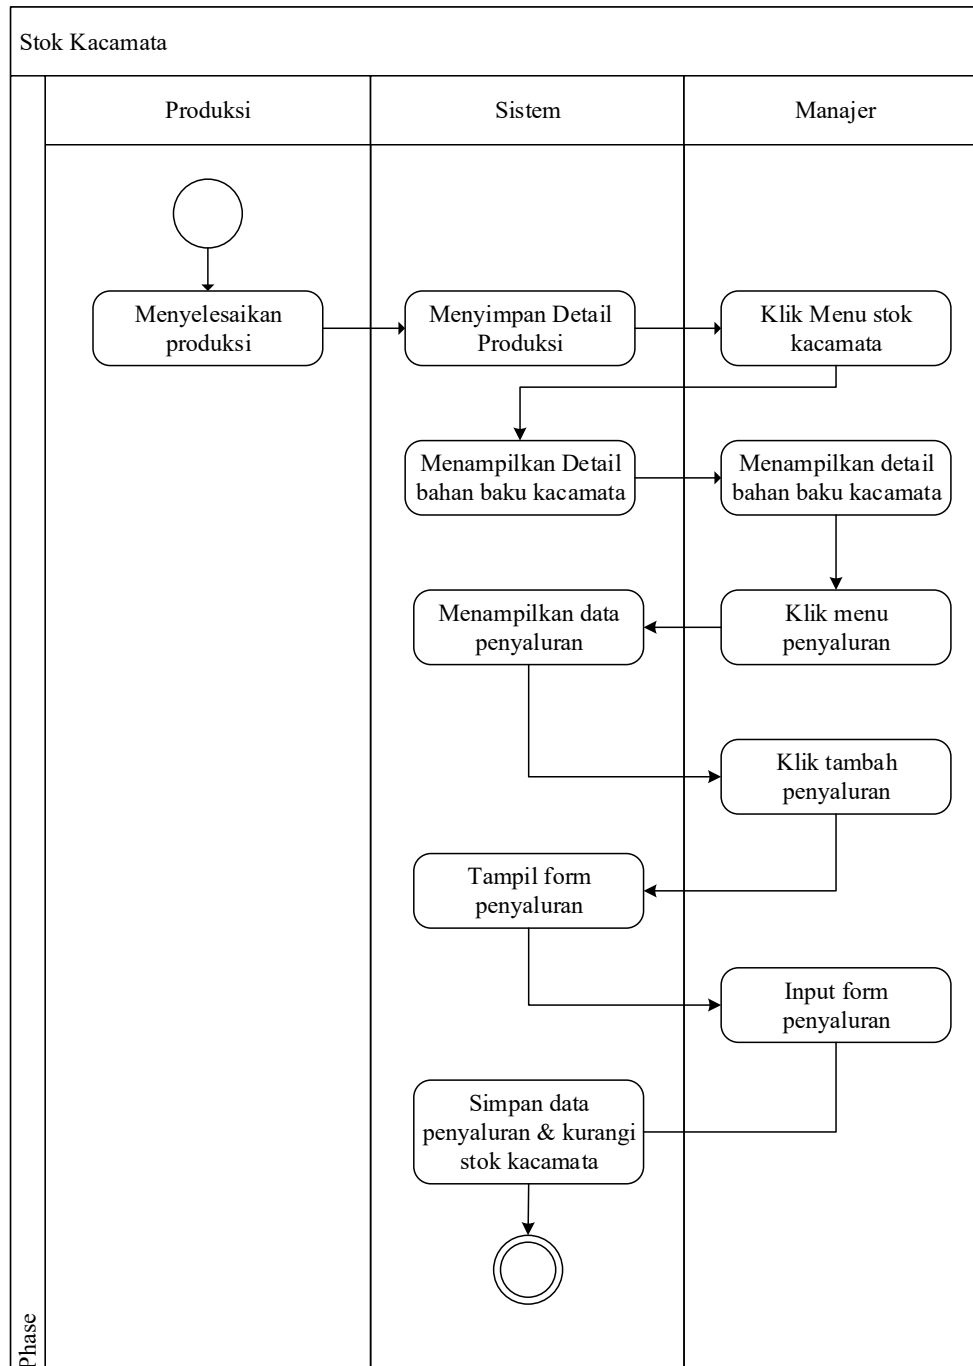 Stok Kacamata
Produksi
Sistem
Manajer
Menyelesaikan
produksi
Menyimpan Detail
Produksi
Klik Menu stok
kacamata
Menampilkan Detail
bahan baku kacamata
Menampilkan detail
bahan baku kacamata
Klik menu
penyaluran
Menampilkan data
penyaluran
Klik tambah
penyaluran
Tampil form
penyaluran
Input form
penyaluran
Simpan data
penyaluran & kurangi
stok kacamata
Phase